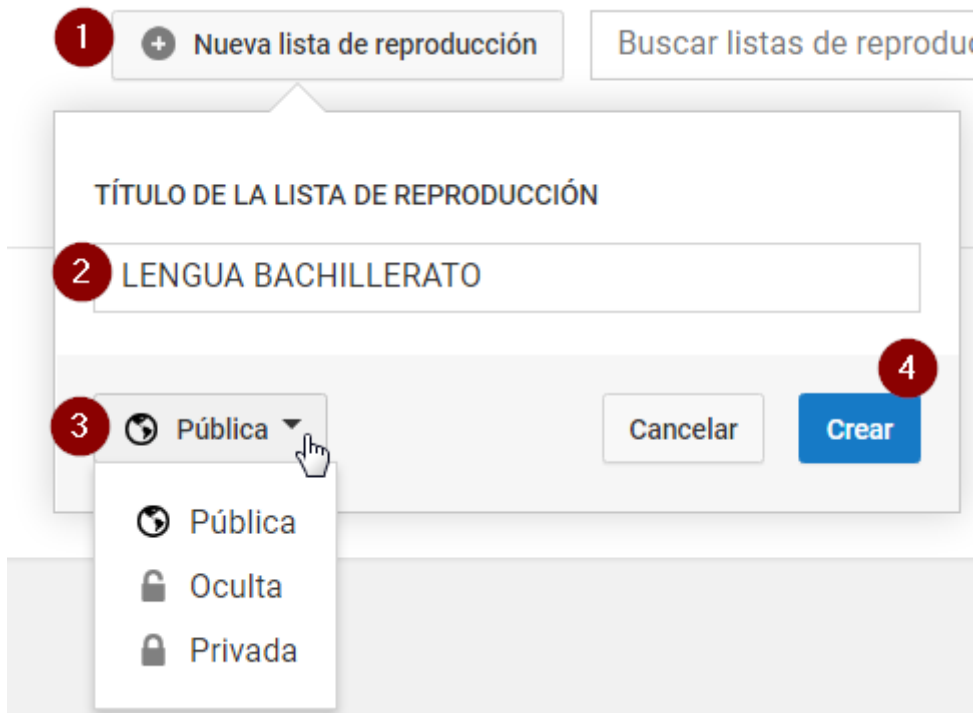 1 Nueva lista de reproducción Buscar listas de
TÍTULO DE LA LISTA DE REPRODUCCIÓN
2 LENGUA BACHILLERATO
4
3 Pública Cancelar Crear
Pública
Oculta
Privada